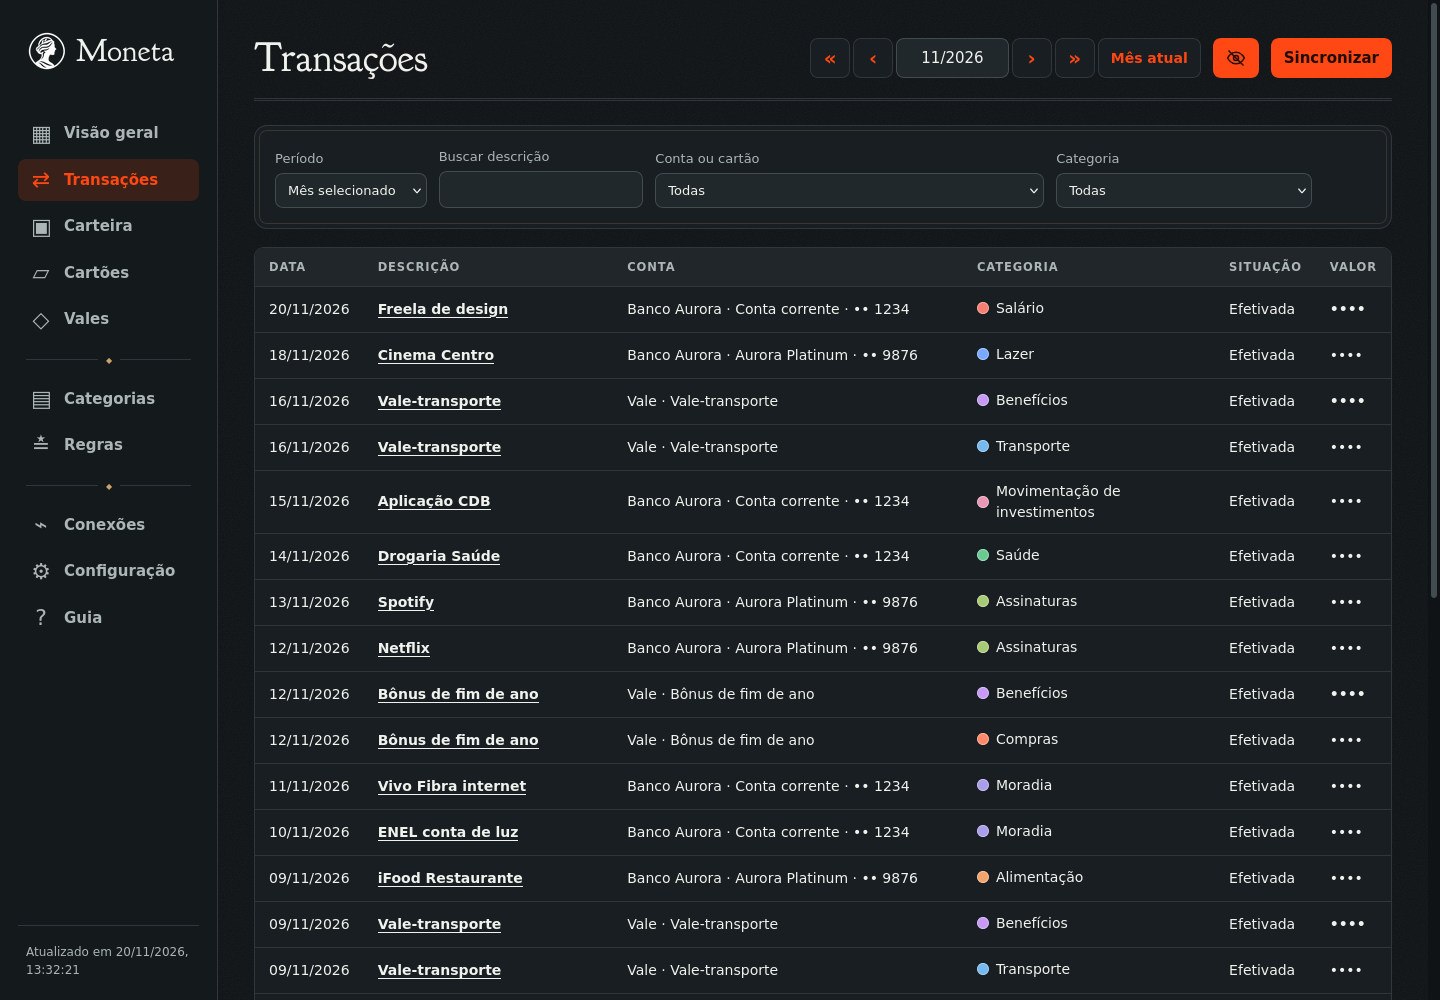 Moneta
Visão geral
Transações
Carteira
Cartões
Vales
Categorias
Regras
Conexões
Configuração
? Guia
Atualizado em 20/11/2026,
13:32:21
Transações
« ‹ 11/2026 › » Mês atual Sincronizar
Período Buscar descrição Conta ou cartão Categoria
Mês selecionado Todas Todas
DATA DESCRIÇÃO CONTA CATEGORIA SITUAÇÃO VALOR
20/11/2026 Freela de design Banco Aurora · Conta corrente · •• 1234 Salário Efetivada ••••
18/11/2026 Cinema Centro Banco Aurora · Aurora Platinum · •• 9876 Lazer Efetivada ••••
16/11/2026 Vale-transporte Vale · Vale-transporte Benefícios Efetivada ••••
16/11/2026 Vale-transporte Vale · Vale-transporte Transporte Efetivada ••••
15/11/2026 Aplicação CDB Banco Aurora · Conta corrente · •• 1234 Movimentação de investimentos Efetivada ••••
14/11/2026 Drogaria Saúde Banco Aurora · Conta corrente · •• 1234 Saúde Efetivada ••••
13/11/2026 Spotify Banco Aurora · Aurora Platinum · •• 9876 Assinaturas Efetivada ••••
12/11/2026 Netflix Banco Aurora · Aurora Platinum · •• 9876 Assinaturas Efetivada ••••
12/11/2026 Bônus de fim de ano Vale · Bônus de fim de ano Benefícios Efetivada ••••
12/11/2026 Bônus de fim de ano Vale · Bônus de fim de ano Compras Efetivada ••••
11/11/2026 Vivo Fibra internet Banco Aurora · Conta corrente · •• 1234 Moradia Efetivada ••••
10/11/2026 ENEL conta de luz Banco Aurora · Conta corrente · •• 1234 Moradia Efetivada ••••
09/11/2026 iFood Restaurante Banco Aurora · Aurora Platinum · •• 9876 Alimentação Efetivada ••••
09/11/2026 Vale-transporte Vale · Vale-transporte Benefícios Efetivada ••••
09/11/2026 Vale-transporte Vale · Vale-transporte Transporte Efetivada ••••